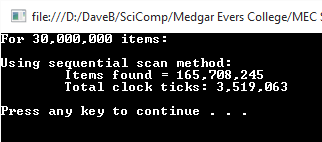 file:///D:/DaveB/SciComp/Medgar Evers College/MEC
For 30,000,000 items:
Using sequential scan method:
Items found = 165,708,245
Total clock ticks: 3,519,063
Press any key to continue . . .